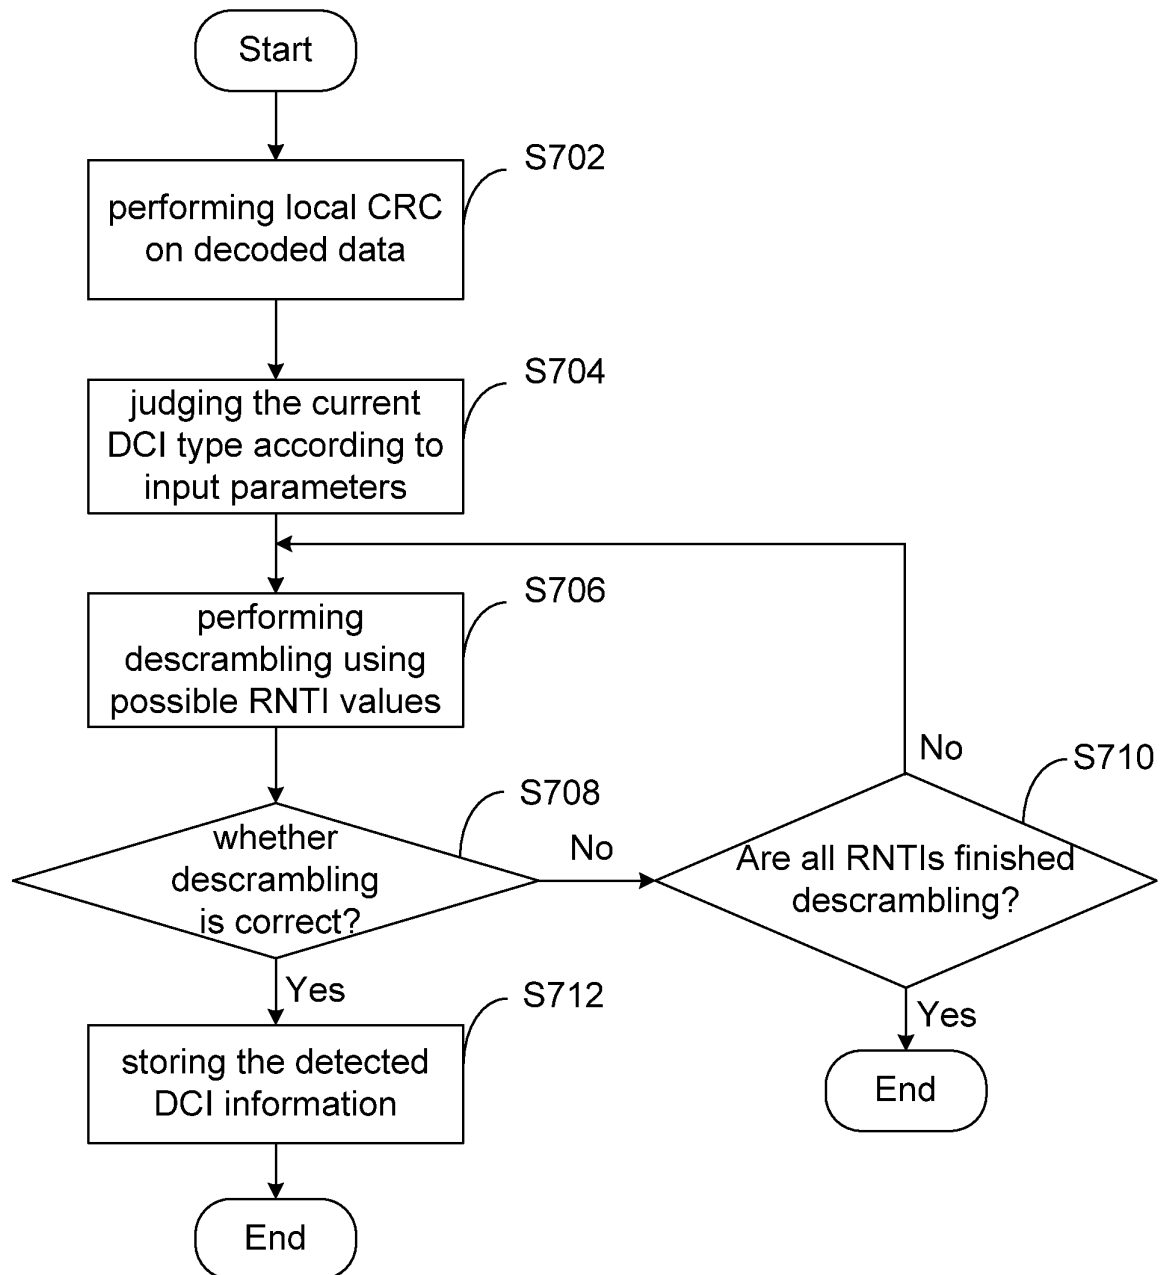 Start
S702
performing local CRC
on decoded data
S704
judging the current
DCI type according to
input parameters
S706
performing
descrambling using
possible RNTI values
No
S710
S708
whether
descrambling
is correct?
No
Are all RNTIs finished
descrambling?
Yes
S712
Yes
storing the detected
DCI information
End
End